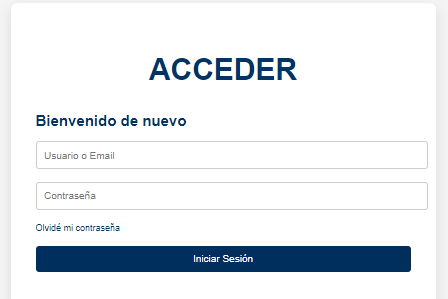 ACCEDER
Bienvenido de nuevo
Usuario o Email
Contraseña
Olvidé mi contraseña
Iniciar Sesión